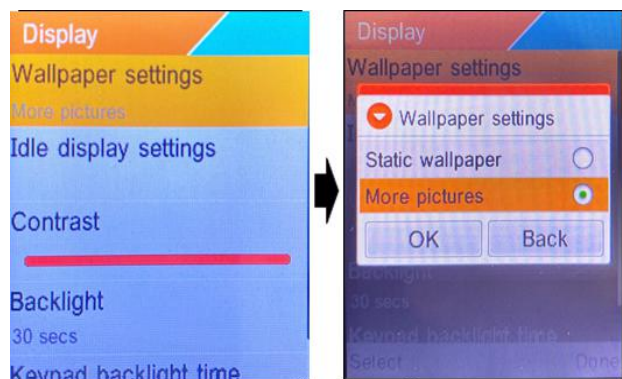 Display
Wallpaper settings
More pictures
Idle display settings
Contrast
Backlight
30 secs
Keypad backlight time
Display
Wallpaper settings
Wallpaper settings
Static wallpaper
More pictures
OK Back
Backlight
30 secs
Keypad backlight time
Select Done